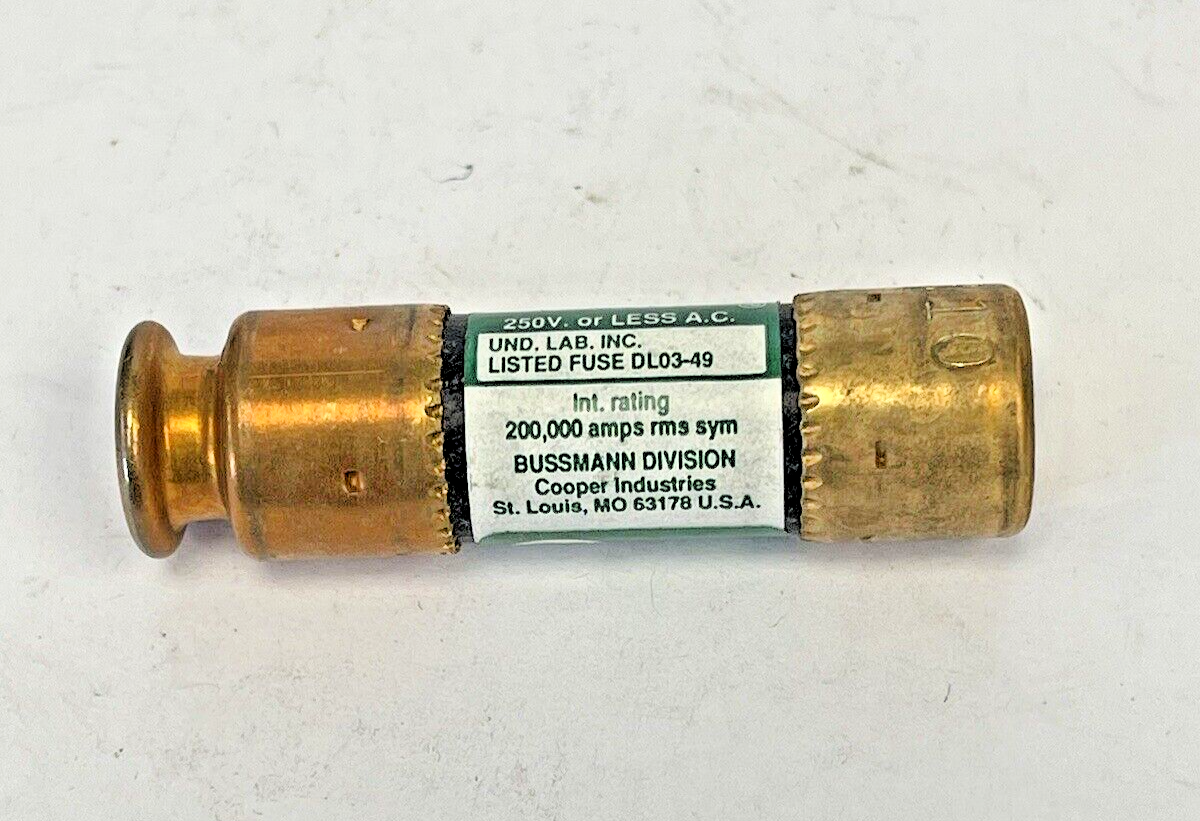 250V. or LESS A.C.
UND. LAB. INC.
LISTED FUSE DL03-49
Int. rating
200,000 amps rms sym
BUSSMANN DIVISION
Cooper Industries
St. Louis, MO 63178 U.S.A.
10